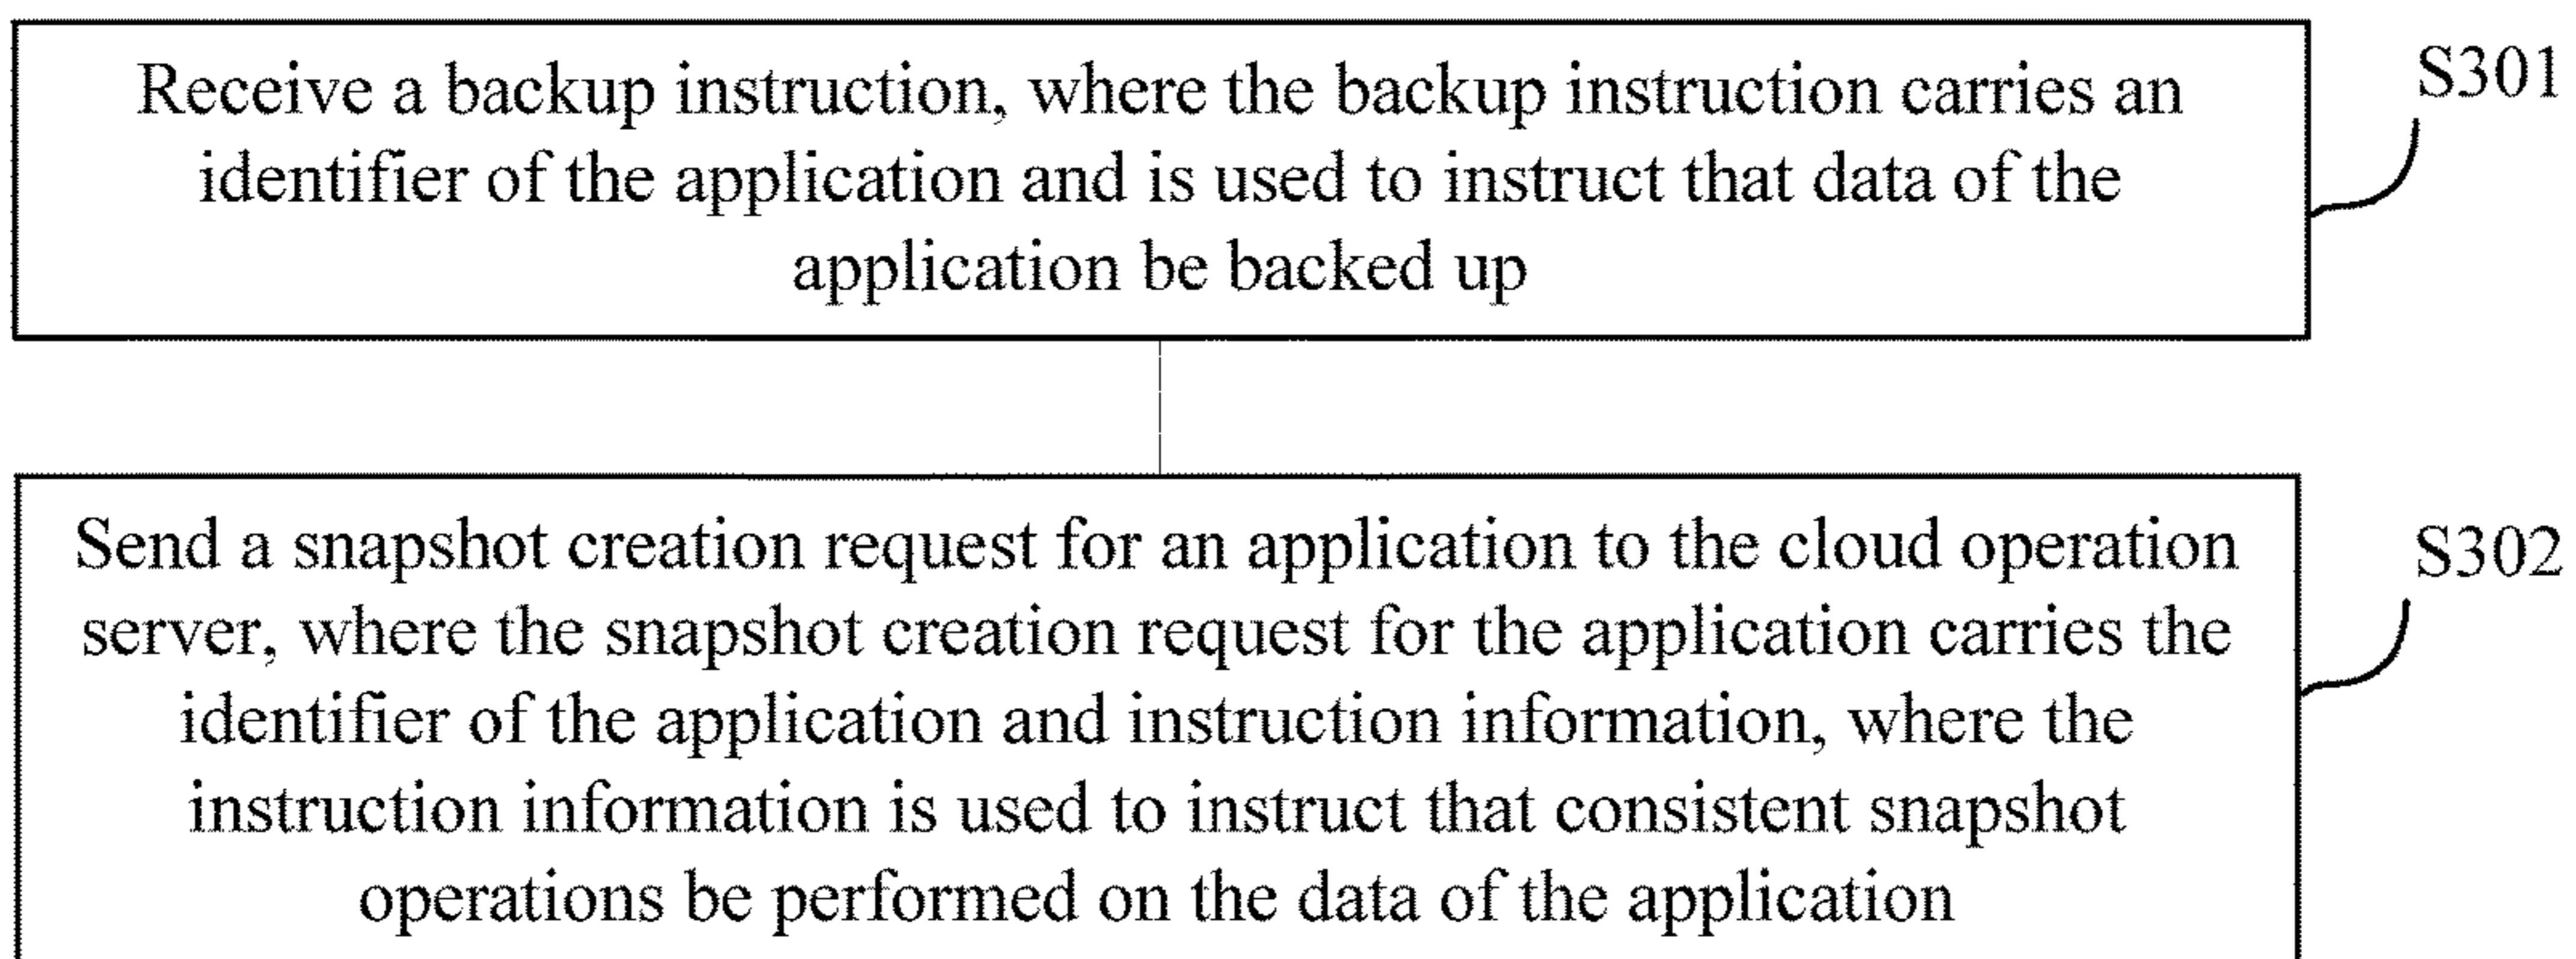 Receive a backup instruction, where the backup instruction carries an
identifier of the application and is used to instruct that data of the
application be backed up
S301
Send a snapshot creation request for an application to the cloud operation
server, where the snapshot creation request for the application carries the
identifier of the application and instruction information, where the
instruction information is used to instruct that consistent snapshot
operations be performed on the data of the application
S302